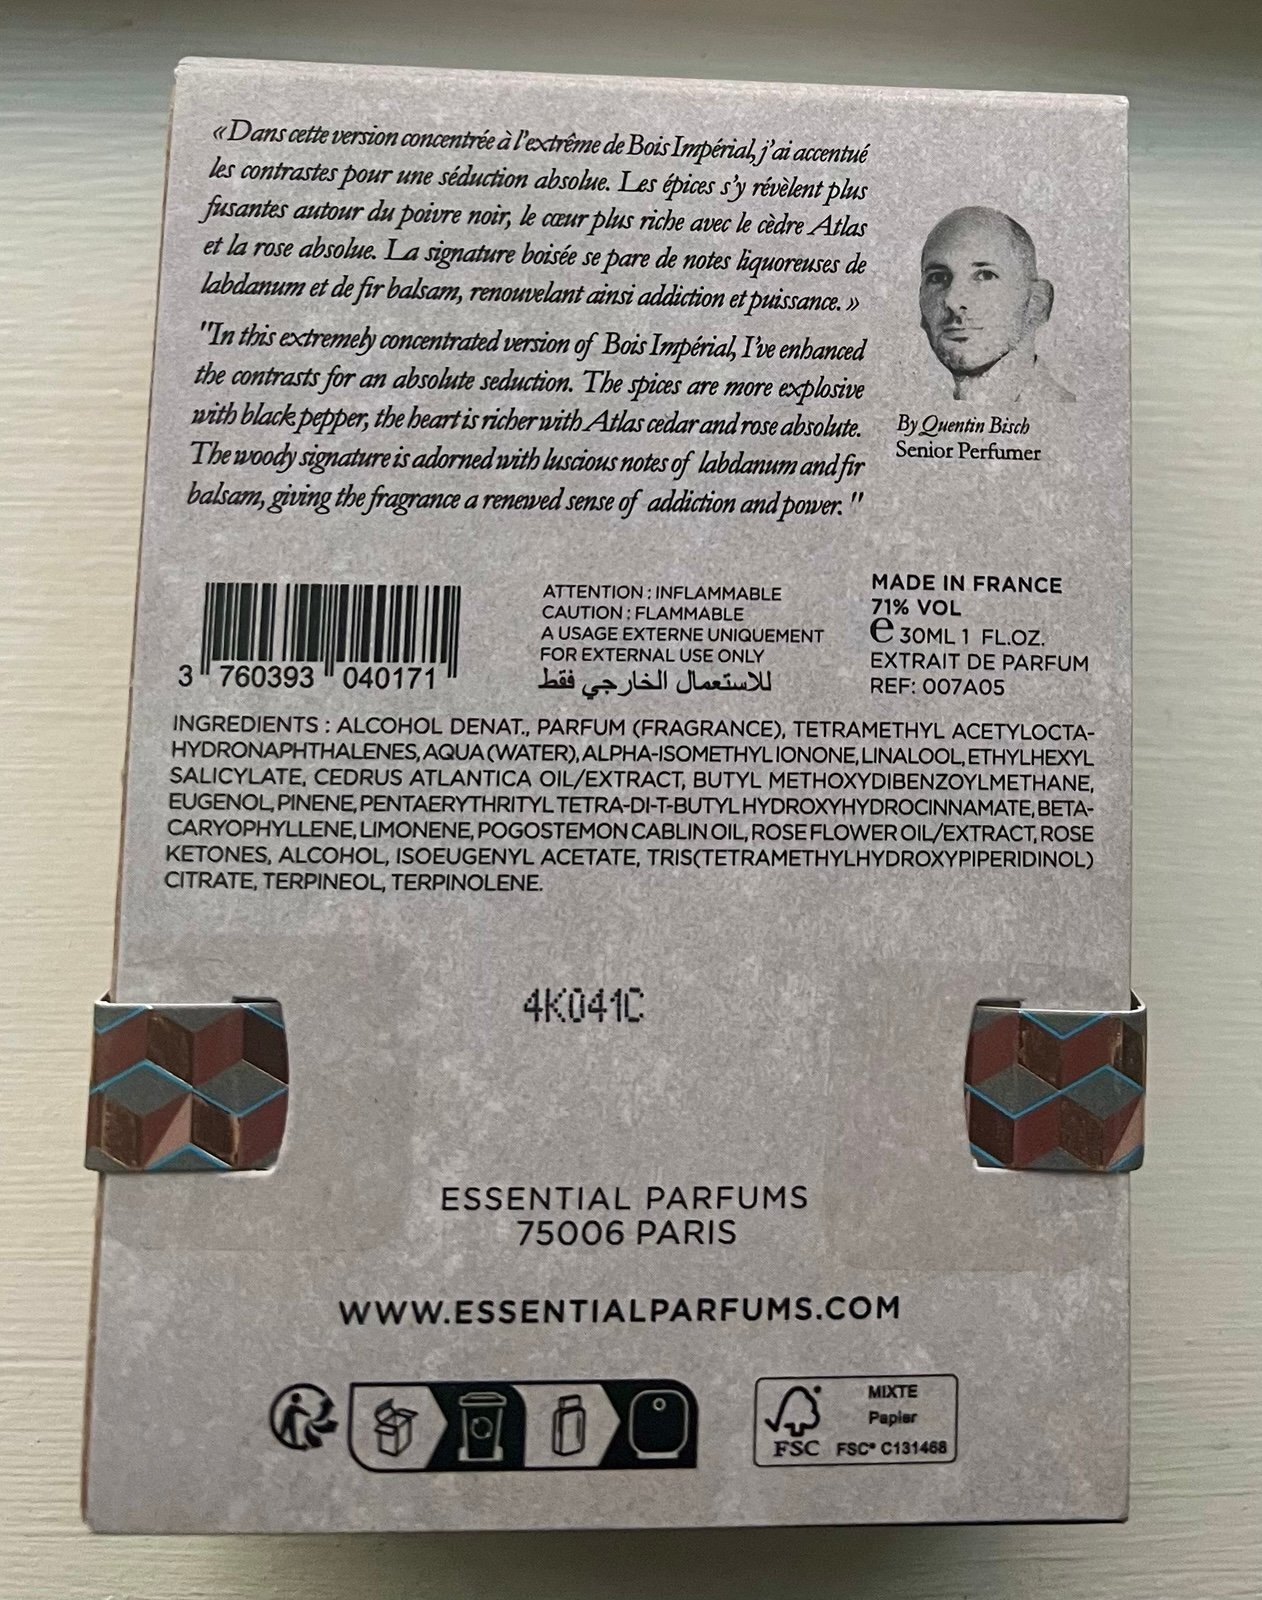 «Dans cette version concentrée à l'extrême de Bois Impérial, j'ai accentué
les contrastes pour une séduction absolue. Les épices s'y révèlent plus
fusantes autour du poivre noir, le cœur plus riche avec le cèdre Atlas
et la rose absolue. La signature boisée se pare de notes liquoreuses de
labdanum et de fir balsam, renouvelant ainsi addiction et puissance. »
"In this extremely concentrated version of Bois Impérial, I've enhanced
the contrasts for an absolute seduction. The spices are more explosive
with black pepper, the heart is richer with Atlas cedar and rose absolute.
The woody signature is adorned with luscious notes of labdanum and fir
balsam, giving the fragrance a renewed sense of addiction and power. "
By Quentin Bisch
Senior Perfumer
3 760393 040171
ATTENTION : INFLAMMABLE
CAUTION : FLAMMABLE
A USAGE EXTERNE UNIQUEMENT
FOR EXTERNAL USE ONLY
للاستعمال الخارجي فقط
MADE IN FRANCE
71% VOL
e 30ML 1 FL.OZ.
EXTRAIT DE PARFUM
REF: 007A05
INGREDIENTS : ALCOHOL DENAT., PARFUM (FRAGRANCE), TETRAMETHYL ACETYLOCTA-
HYDRONAPHTHALENES, AQUA (WATER), ALPHA-ISOMETHYL IONONE, LINALOOL, ETHYLHEXYL
SALICYLATE, CEDRUS ATLANTICA OIL/EXTRACT, BUTYL METHOXYDIBENZOYLMETHANE,
EUGENOL, PINENE, PENTAERYTHRITYL TETRA-DI-T-BUTYL HYDROXYHYDROCINNAMATE, BETA-
CARYOPHYLLENE, LIMONENE, POGOSTEMON CABLIN OIL, ROSE FLOWER OIL/EXTRACT, ROSE
KETONES, ALCOHOL, ISOEUGENYL ACETATE, TRIS(TETRAMETHYLHYDROXYPIPERIDINOL)
CITRATE, TERPINEOL, TERPINOLENE.
4K041C
ESSENTIAL PARFUMS
75006 PARIS
WWW.ESSENTIALPARFUMS.COM
FSC
MIXTE
Papier
FSC® C131468